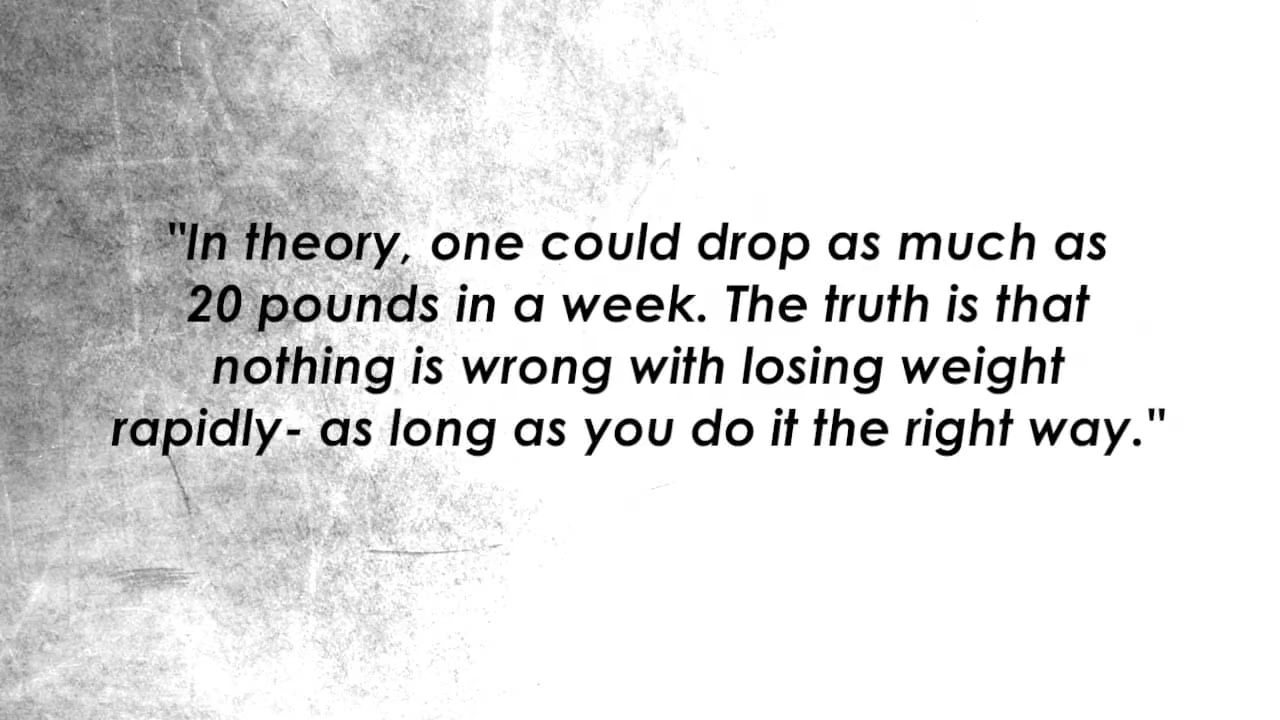 "In theory, one could drop as much as
20 pounds in a week. The truth is that
nothing is wrong with losing weight
rapidly- as long as you do it the right way."